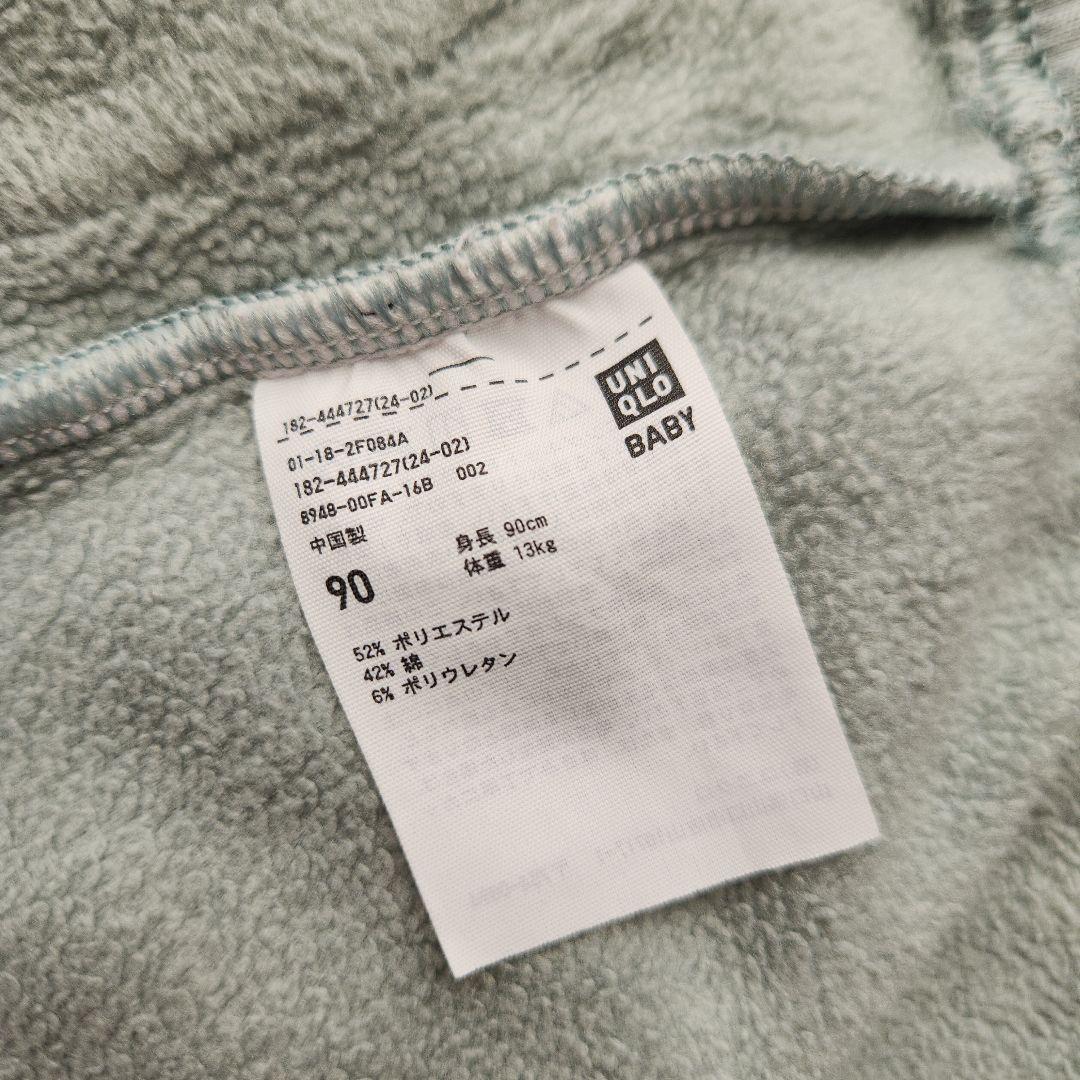 182-444727(24-02)
UNI
QLO
BABY
01-18-2F084A
182-444727(24-02)
8948-00FA-16B 002
中国製
身長 90cm
体重 13kg
90
52% ポリエステル
42% 綿
6% ポリウレタン